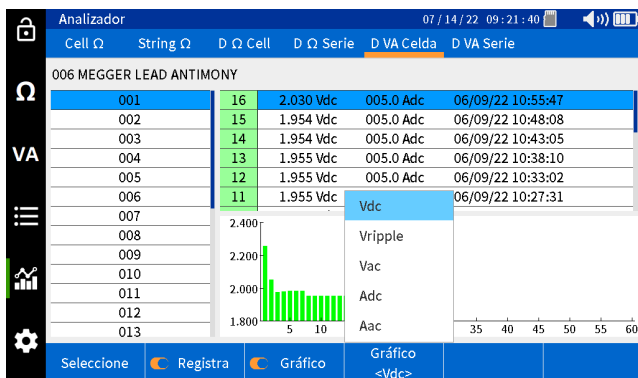 Analizador 07 / 14 / 22 09 : 21 : 40
Cell Ω String Ω D Ω Cell D Ω Serie D VA Celda D VA Serie
006 MEGGER LEAD ANTIMONY
Ω
VA
001
002
003
004
005
006
007
008
009
010
011
012
013
16 2.030 Vdc 005.0 Adc 06/09/22 10:55:47
15 1.954 Vdc 005.0 Adc 06/09/22 10:48:08
14 1.954 Vdc 005.0 Adc 06/09/22 10:43:05
13 1.955 Vdc 005.0 Adc 06/09/22 10:38:10
12 1.955 Vdc 005.0 Adc 06/09/22 10:33:02
11 1.955 Vdc 06/09/22 10:27:31
Vdc
Vripple
Vac
Adc
Aac
2.400
2.200
2.000
1.800
5 10 35 40 45 50 55 60
Seleccione Registra Gráfico Gráfico
<Vdc>